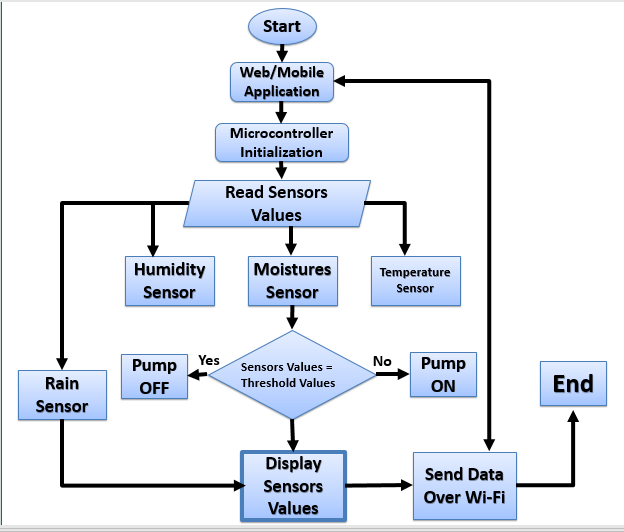 Start
Web/Mobile
Application
Microcontroller
Initialization
Read Sensors
Values
Humidity
Sensor
Moistures
Sensor
Temperature
Sensor
Yes
No
Sensors Values =
Threshold Values
Pump
OFF
Pump
ON
Rain
Sensor
End
Display
Sensors
Values
Send Data
Over Wi-Fi